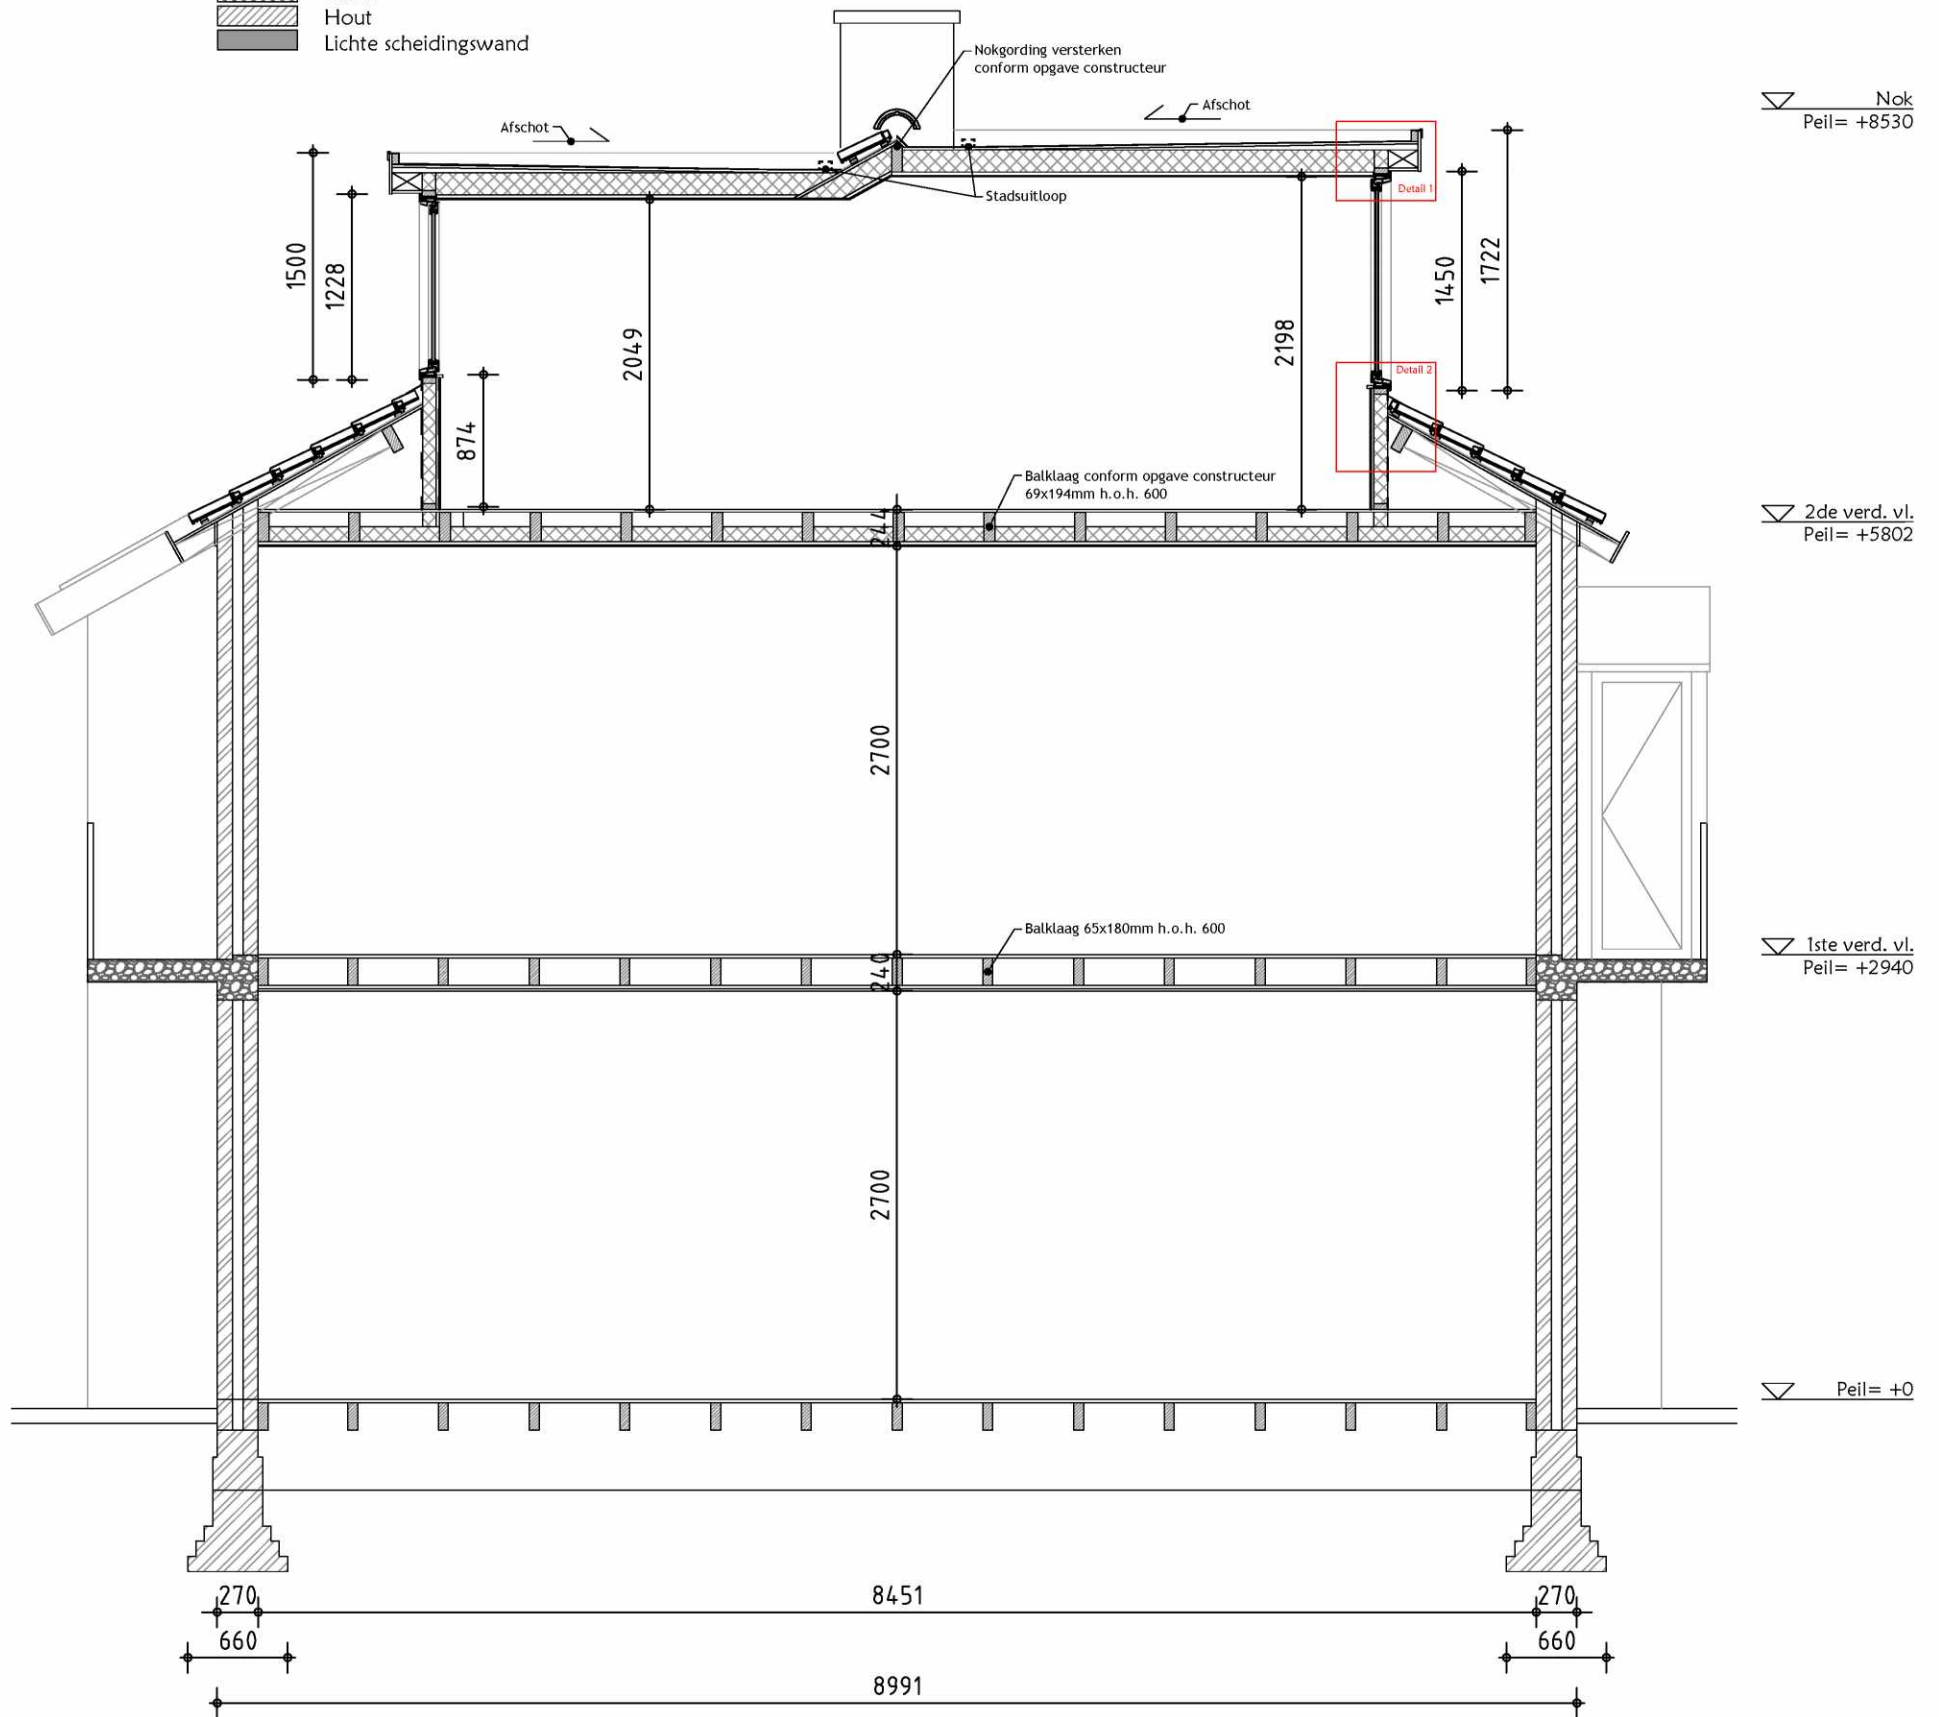 Hout
Lichte scheidingswand
Nokgording versterken
conform opgave constructeur
Afschot
Afschot
Nok
Peil= +8530
Detail 1
Stadsuitloop
1500
1228
2049
2198
1450
1722
Detail 2
874
Balklaag conform opgave constructeur
69x194mm h.o.h. 600
244
2de verd. vl.
Peil= +5802
2700
Balklaag 65x180mm h.o.h. 600
240
1ste verd. vl.
Peil= +2940
2700
Peil= +0
270
8451
270
660
660
8991